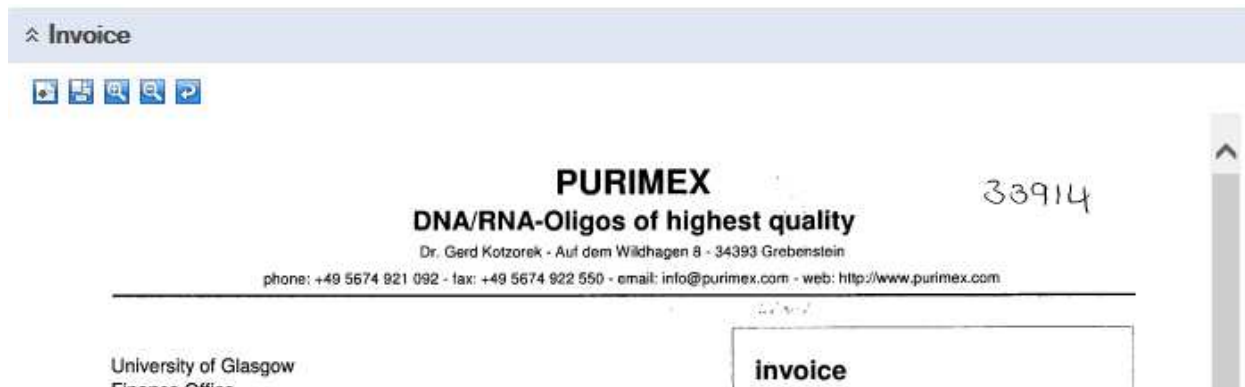 Invoice
PURIMEX
33914
DNA/RNA-Oligos of highest quality
Dr. Gerd Kotzorek - Auf dem Wildhagen 8 - 34393 Grebenstein
phone: +49 5674 921 092 - fax: +49 5674 922 550 - email: info@purimex.com - web: http://www.purimex.com
University of Glasgow
invoice
Finance Office